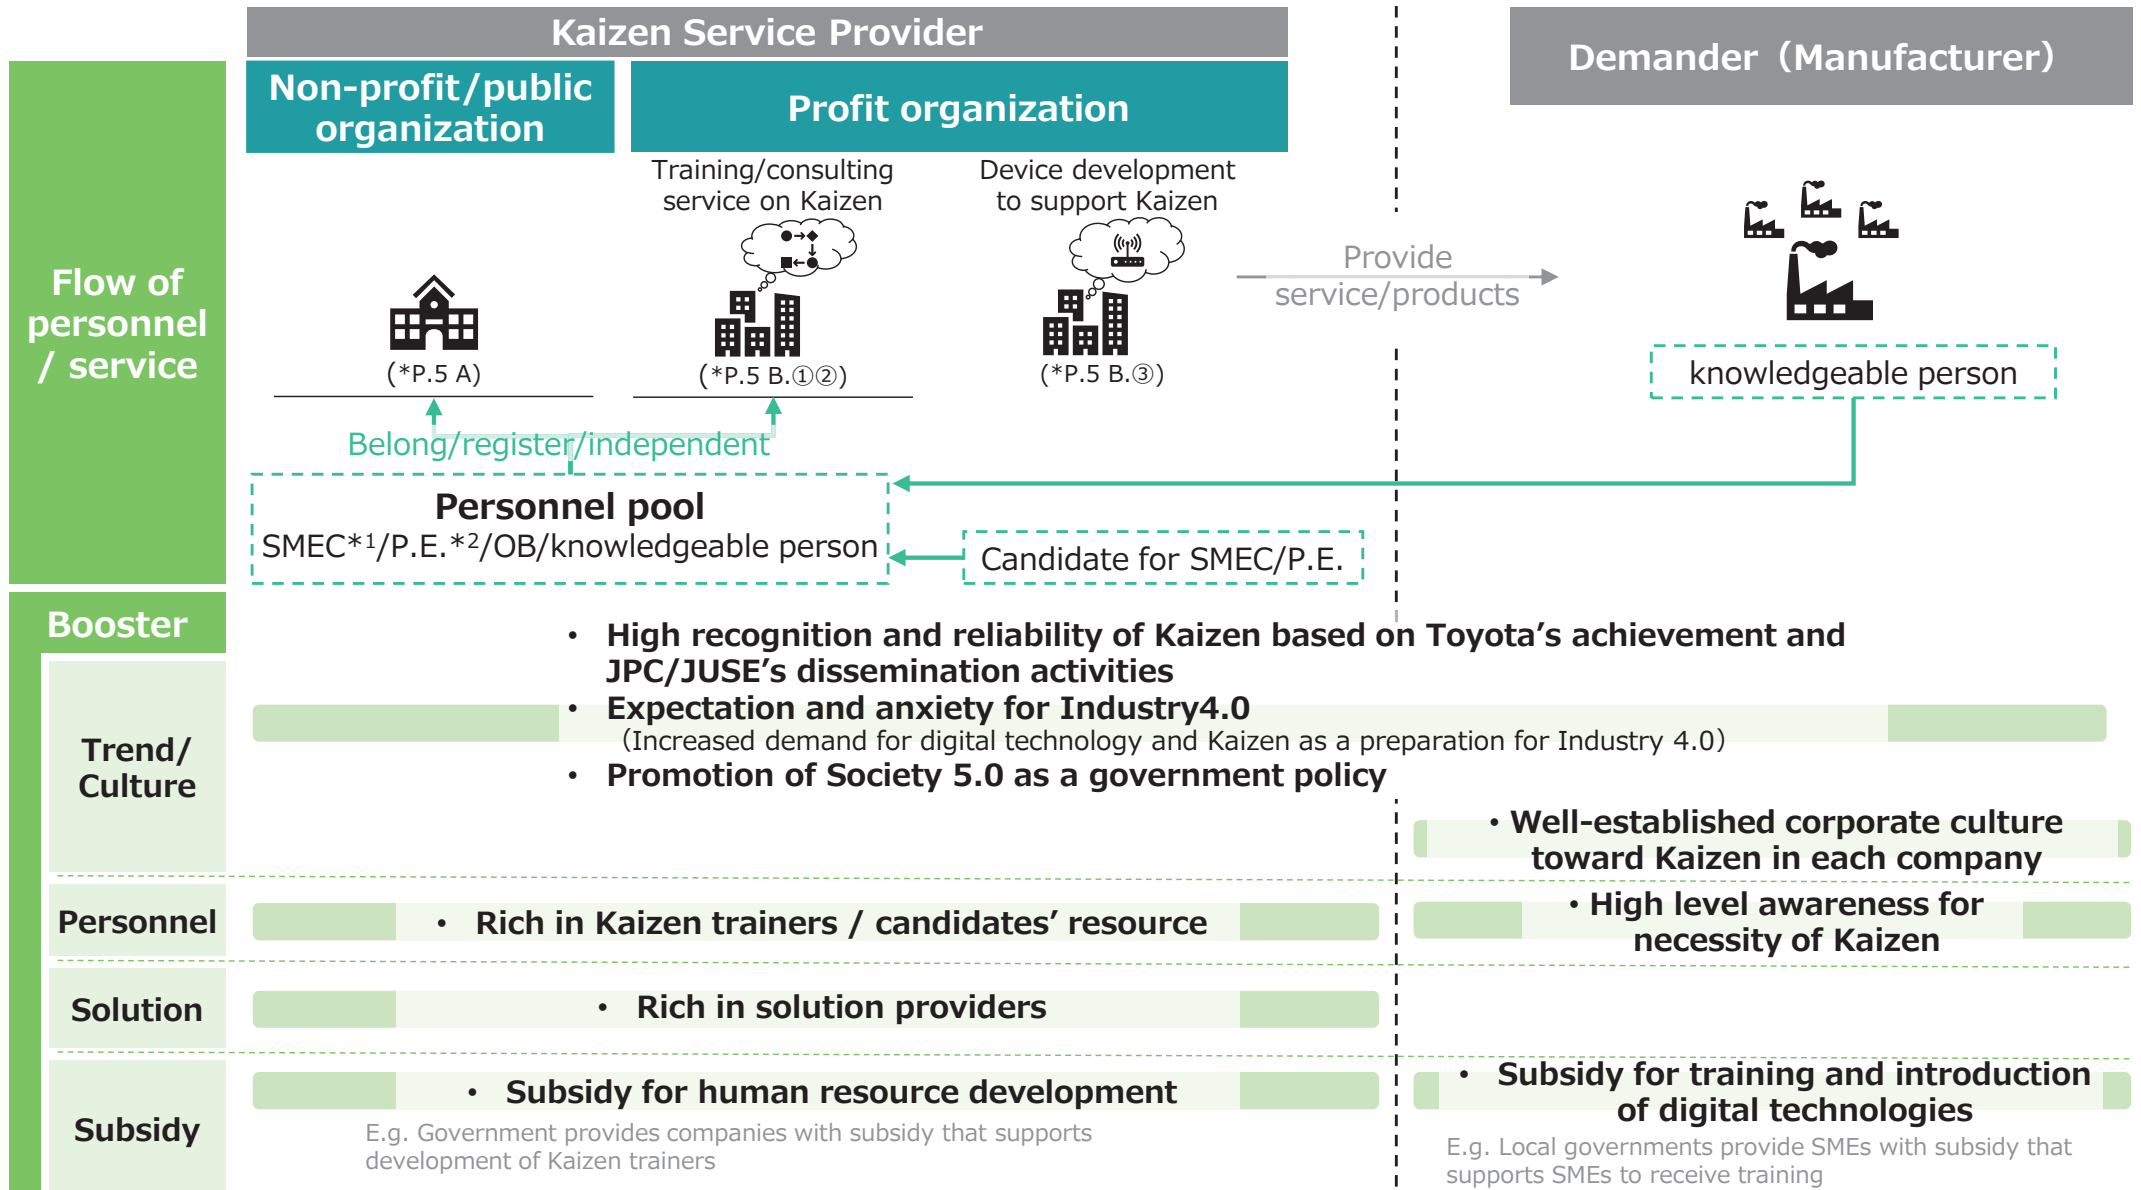 Kaizen Service Provider
Demander（Manufacturer）
Non-profit/public
organization
Profit organization
Flow of
personnel
/ service
Training/consulting
service on Kaizen
Device development
to support Kaizen
Provide
service/products
(*P.5 A)
(*P.5 B.①②)
(*P.5 B.③)
knowledgeable person
Belong/register/independent
Personnel pool
SMEC*1/P.E.*2/OB/knowledgeable person
Candidate for SMEC/P.E.
Booster
Trend/
Culture
• High recognition and reliability of Kaizen based on Toyota’s achievement and
JPC/JUSE’s dissemination activities
• Expectation and anxiety for Industry4.0
（Increased demand for digital technology and Kaizen as a preparation for Industry 4.0）
• Promotion of Society 5.0 as a government policy
• Well-established corporate culture
toward Kaizen in each company
Personnel
• Rich in Kaizen trainers / candidates’ resource
• High level awareness for
necessity of Kaizen
Solution
• Rich in solution providers
Subsidy
• Subsidy for human resource development
E.g. Government provides companies with subsidy that supports
development of Kaizen trainers
• Subsidy for training and introduction
of digital technologies
E.g. Local governments provide SMEs with subsidy that
supports SMEs to receive training